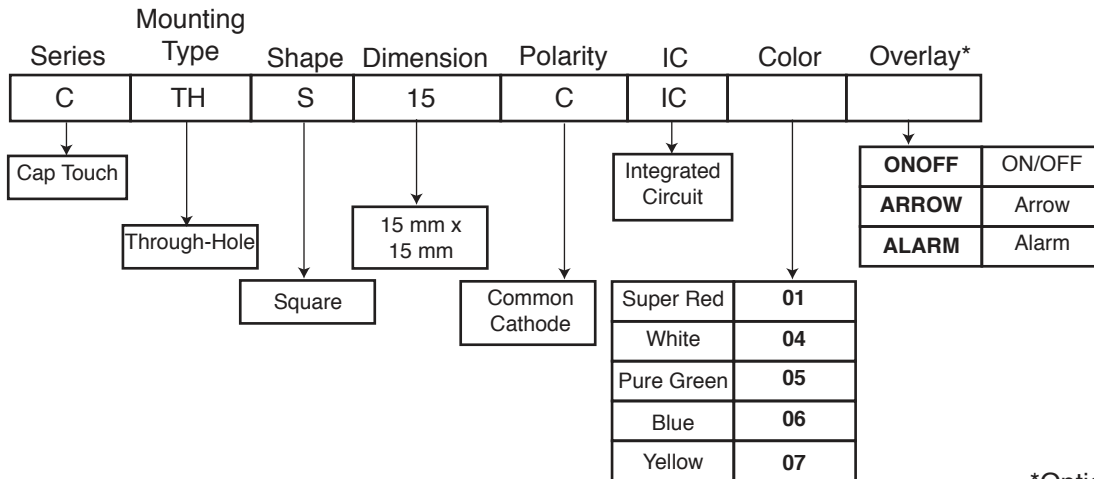 Mounting
Series Type Shape Dimension Polarity IC Color Overlay*
C TH S 15 C IC
Cap Touch
Through-Hole
Square
15 mm x
15 mm
Common
Cathode
Integrated
Circuit
Super Red 01
White 04
Pure Green 05
Blue 06
Yellow 07
ONOFF ON/OFF
ARROW Arrow
ALARM Alarm